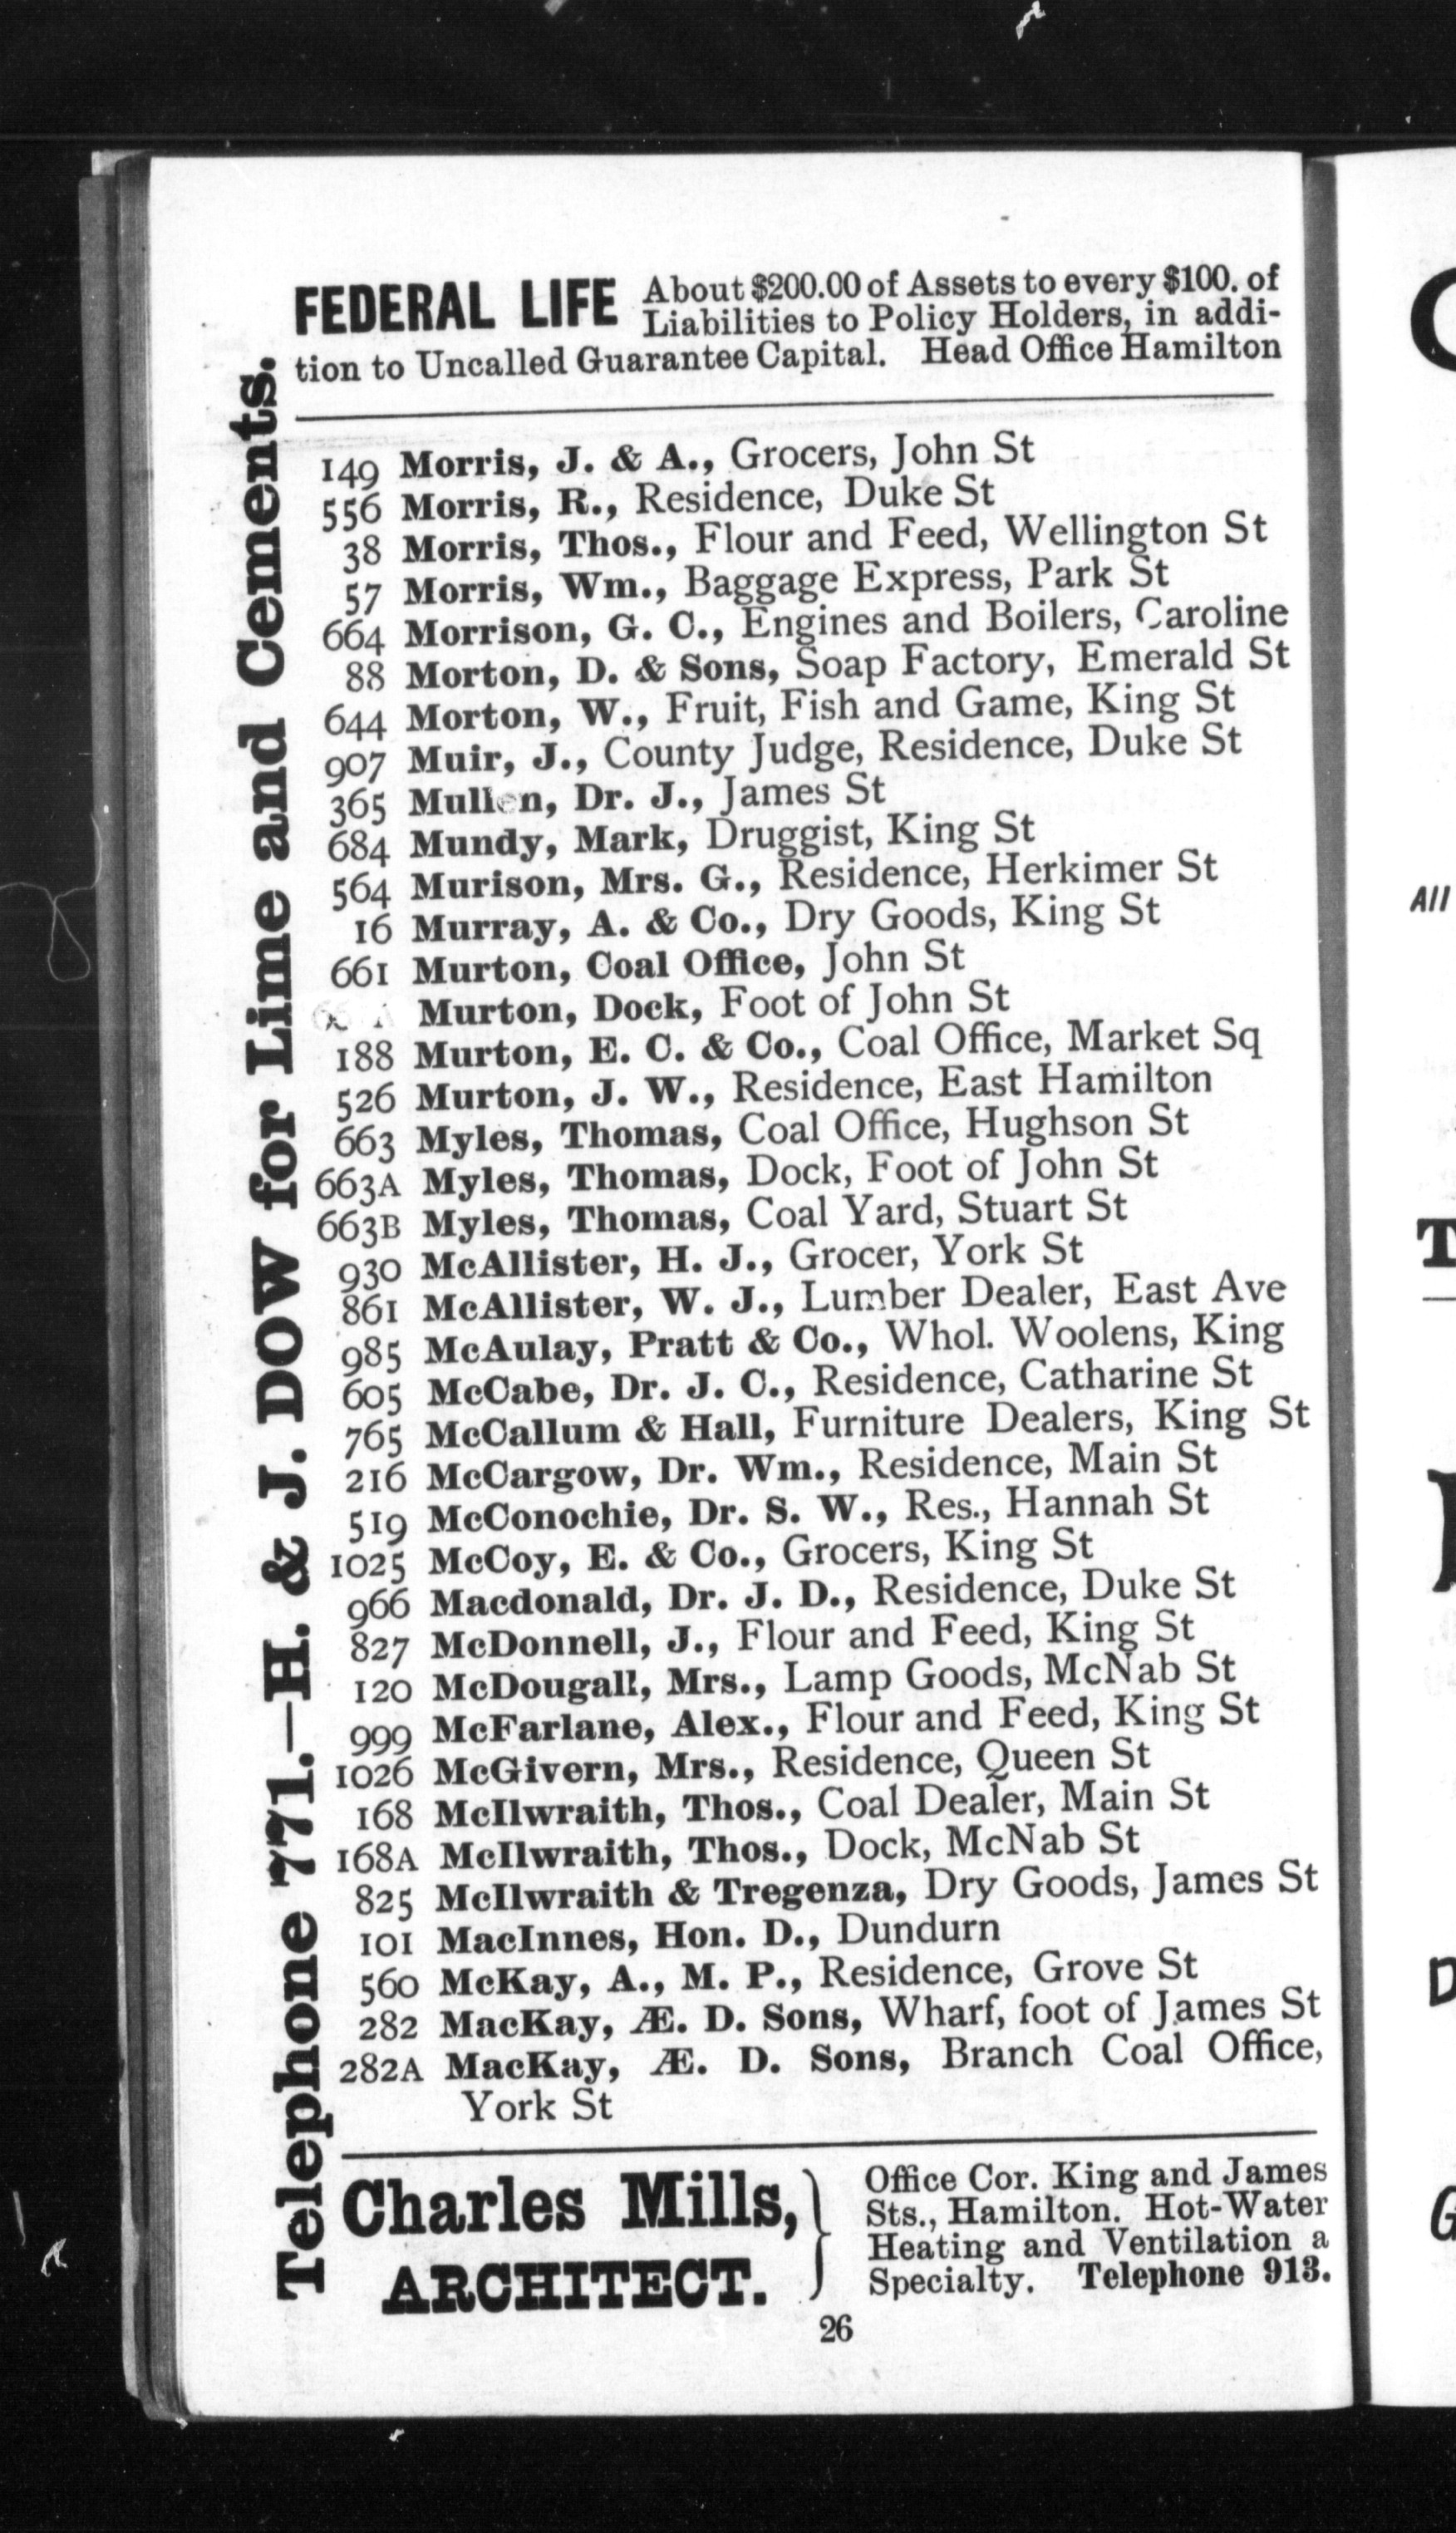 FEDERAL LIFE About $200.00 of Assets to every $100. of
Liabilities to Policy Holders, in addi-
tion to Uncalled Guarantee Capital. Head Office Hamilton
Telephone 771.—H. & J. DOW for Lime and Cements.
149 Morris, J. & A., Grocers, John St
556 Morris, R., Residence, Duke St
38 Morris, Thos., Flour and Feed, Wellington St
57 Morris, Wm., Baggage Express, Park St
664 Morrison, G. C., Engines and Boilers, Caroline
88 Morton, D. & Sons, Soap Factory, Emerald St
644 Morton, W., Fruit, Fish and Game, King St
907 Muir, J., County Judge, Residence, Duke St
365 Mullen, Dr. J., James St
684 Mundy, Mark, Druggist, King St
564 Murison, Mrs. G., Residence, Herkimer St
16 Murray, A. & Co., Dry Goods, King St
661 Murton, Coal Office, John St
Murton, Dock, Foot of John St
188 Murton, E. C. & Co., Coal Office, Market Sq
526 Murton, J. W., Residence, East Hamilton
663 Myles, Thomas, Coal Office, Hughson St
663A Myles, Thomas, Dock, Foot of John St
663B Myles, Thomas, Coal Yard, Stuart St
930 McAllister, H. J., Grocer, York St
861 McAllister, W. J., Lumber Dealer, East Ave
985 McAulay, Pratt & Co., Whol. Woolens, King
605 McCabe, Dr. J. C., Residence, Catharine St
765 McCallum & Hall, Furniture Dealers, King St
216 McCargow, Dr. Wm., Residence, Main St
519 McConochie, Dr. S. W., Res., Hannah St
1025 McCoy, E. & Co., Grocers, King St
966 Macdonald, Dr. J. D., Residence, Duke St
827 McDonnell, J., Flour and Feed, King St
120 McDougall, Mrs., Lamp Goods, McNab St
999 McFarlane, Alex., Flour and Feed, King St
1026 McGivern, Mrs., Residence, Queen St
168 McIlwraith, Thos., Coal Dealer, Main St
168A McIlwraith, Thos., Dock, McNab St
825 McIlwraith & Tregenza, Dry Goods, James St
101 MacInnes, Hon. D., Dundurn
560 McKay, A., M. P., Residence, Grove St
282 MacKay, Æ. D. Sons, Wharf, foot of James St
282A MacKay, Æ. D. Sons, Branch Coal Office,
York St
Charles Mills,
ARCHITECT.
Office Cor. King and James
Sts., Hamilton. Hot-Water
Heating and Ventilation a
Specialty. Telephone 913.
26
All